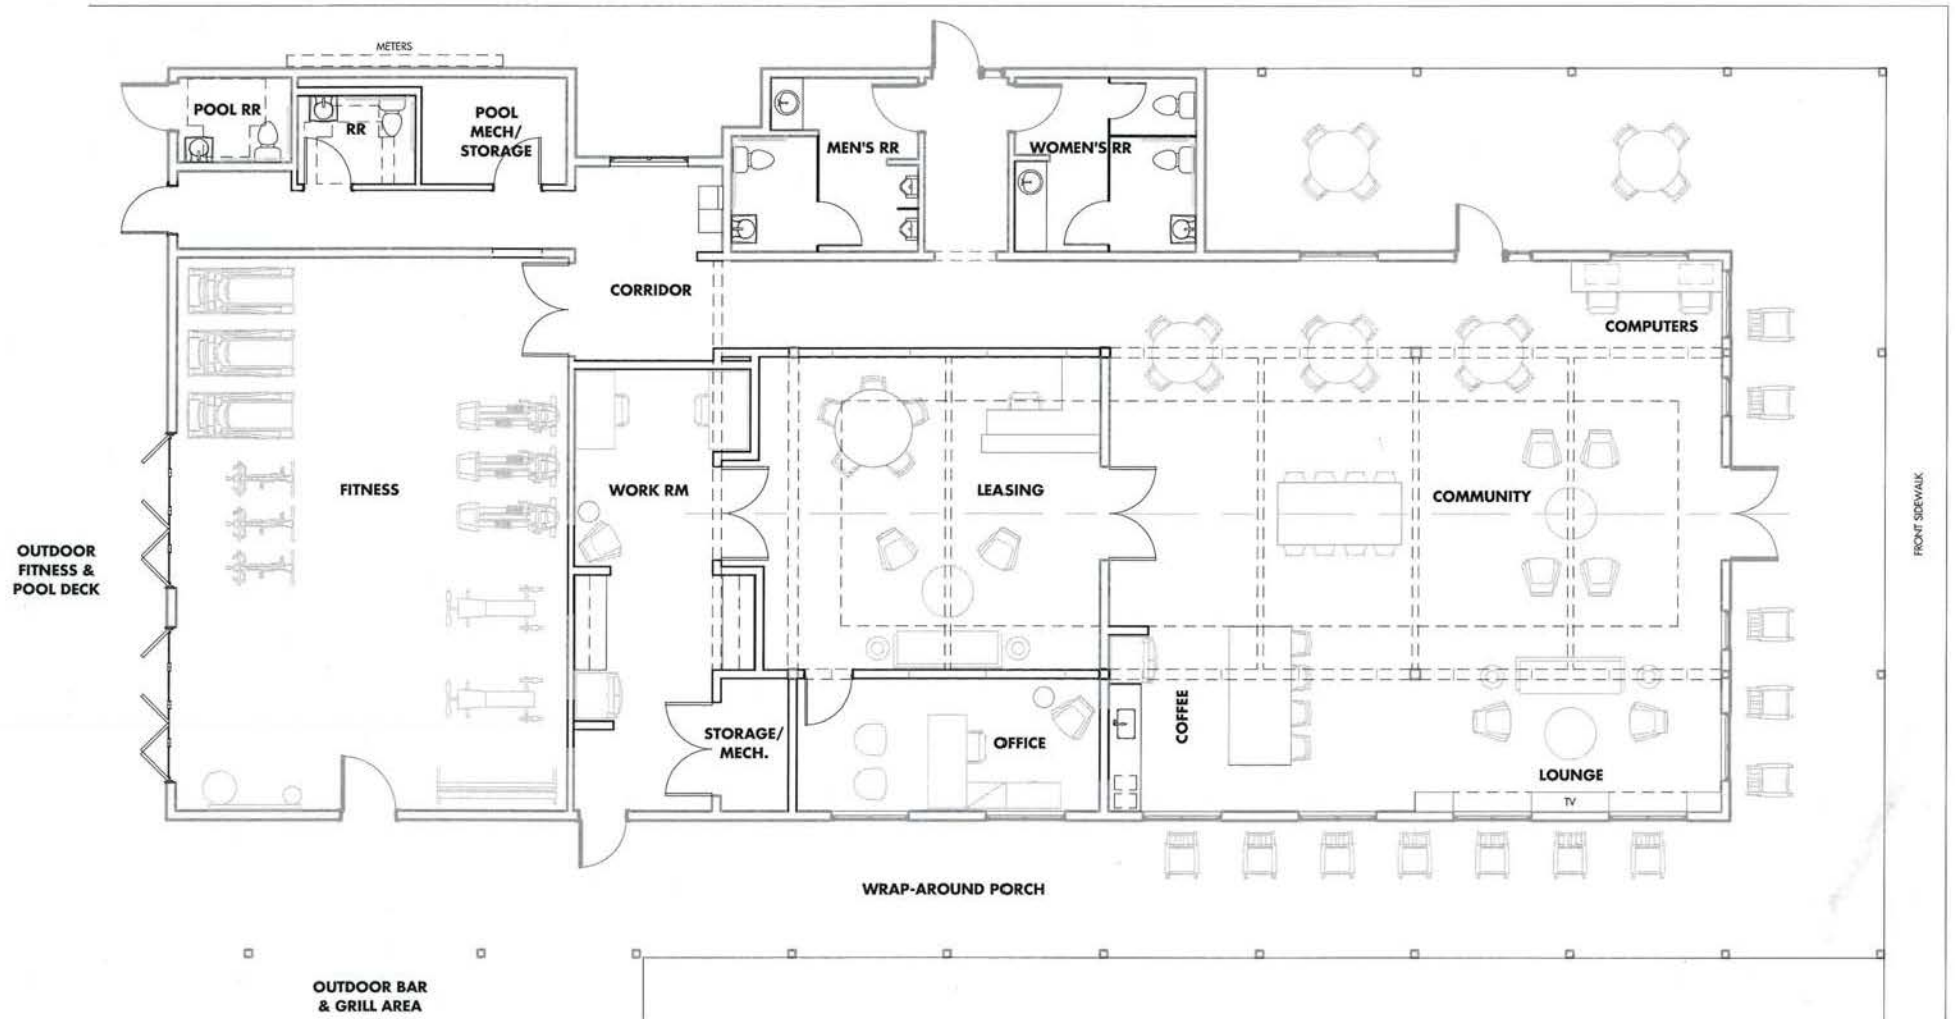 METERS
POOL RR
RR
POOL
MECH/
STORAGE
MEN'S RR
WOMEN'S RR
CORRIDOR
COMPUTERS
FITNESS
WORK RM
LEASING
COMMUNITY
FRONT SIDEWALK
OUTDOOR
FITNESS &
POOL DECK
STORAGE/
MECH.
OFFICE
COFFEE
LOUNGE
TV
WRAP-AROUND PORCH
OUTDOOR BAR
& GRILL AREA